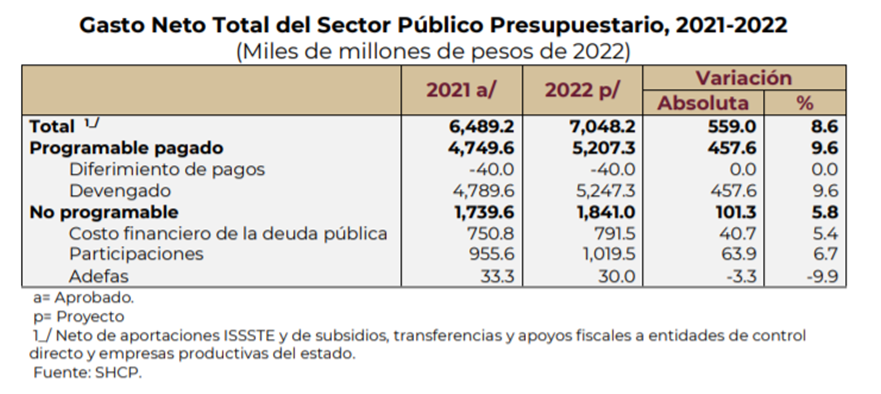 Gasto Neto Total del Sector Público Presupuestario, 2021-2022
(Miles de millones de pesos de 2022)
2021 a/ 2022 p/ Variación
Absoluta %
Total 1_/ 6,489.2 7,048.2 559.0 8.6
Programable pagado 4,749.6 5,207.3 457.6 9.6
Diferimiento de pagos -40.0 -40.0 0.0 0.0
Devengado 4,789.6 5,247.3 457.6 9.6
No programable 1,739.6 1,841.0 101.3 5.8
Costo financiero de la deuda pública 750.8 791.5 40.7 5.4
Participaciones 955.6 1,019.5 63.9 6.7
Adefas 33.3 30.0 -3.3 -9.9
a= Aprobado.
p= Proyecto
1_/ Neto de aportaciones ISSSTE y de subsidios, transferencias y apoyos fiscales a entidades de control
directo y empresas productivas del estado.
Fuente: SHCP.